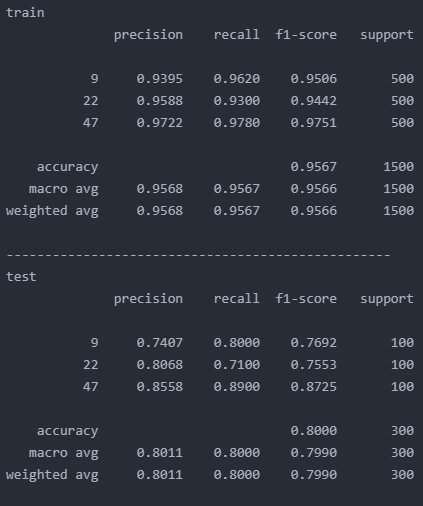 train
precision recall f1-score support
9 0.9395 0.9620 0.9506 500
22 0.9588 0.9300 0.9442 500
47 0.9722 0.9780 0.9751 500
accuracy 0.9567 1500
macro avg 0.9568 0.9567 0.9566 1500
weighted avg 0.9568 0.9567 0.9566 1500
--------------------------------------------------
test
precision recall f1-score support
9 0.7407 0.8000 0.7692 100
22 0.8068 0.7100 0.7553 100
47 0.8558 0.8900 0.8725 100
accuracy 0.8000 300
macro avg 0.8011 0.8000 0.7990 300
weighted avg 0.8011 0.8000 0.7990 300